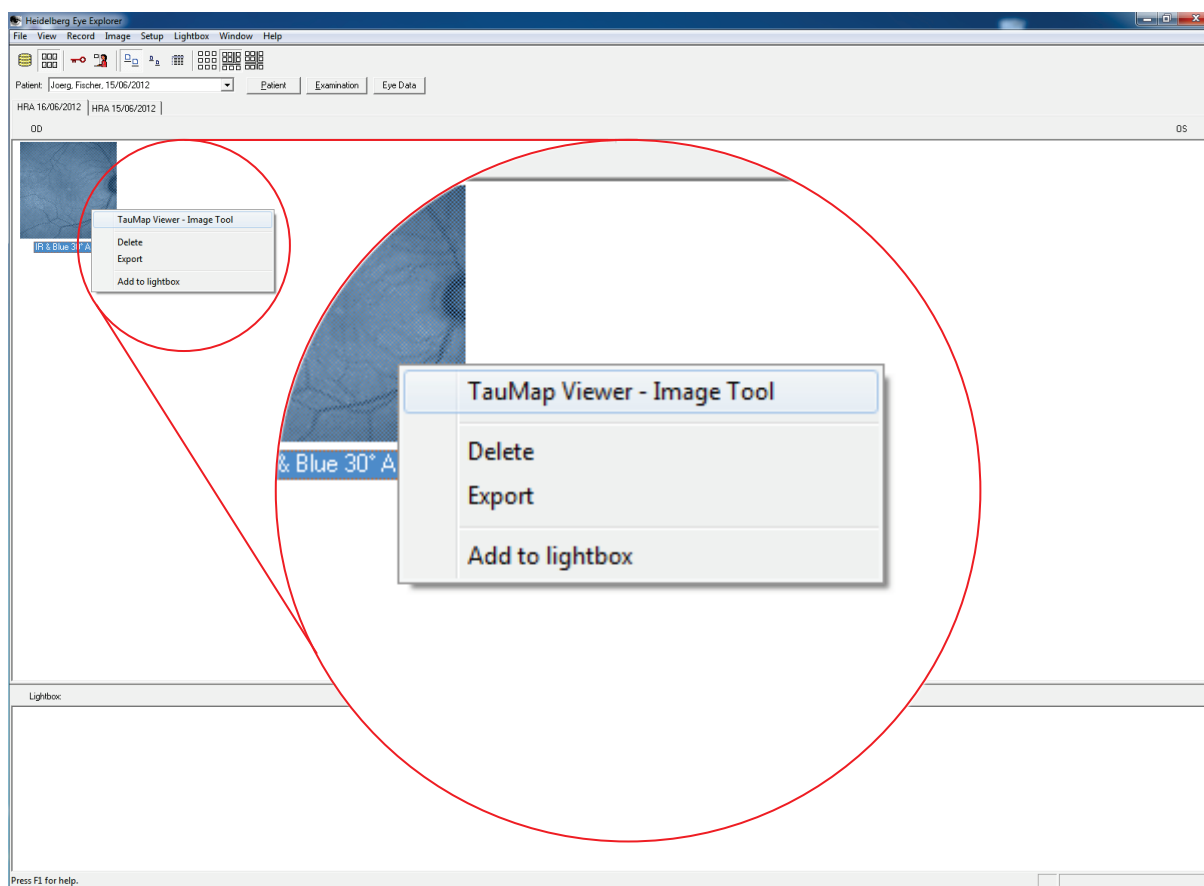 Heidelberg Eye Explorer
File View Record Image Setup Lightbox Window Help
Patient: Joerg, Fischer, 15/06/2012 Patient Examination Eye Data
HRA 16/06/2012 HRA 15/06/2012
OD OS
TauMap Viewer - Image Tool
IR & Blue 30° A
Delete
Export
Add to lightbox
TauMap Viewer - Image Tool
Delete
& Blue 30° A
Export
Add to lightbox
Lightbox:
Press F1 for help.